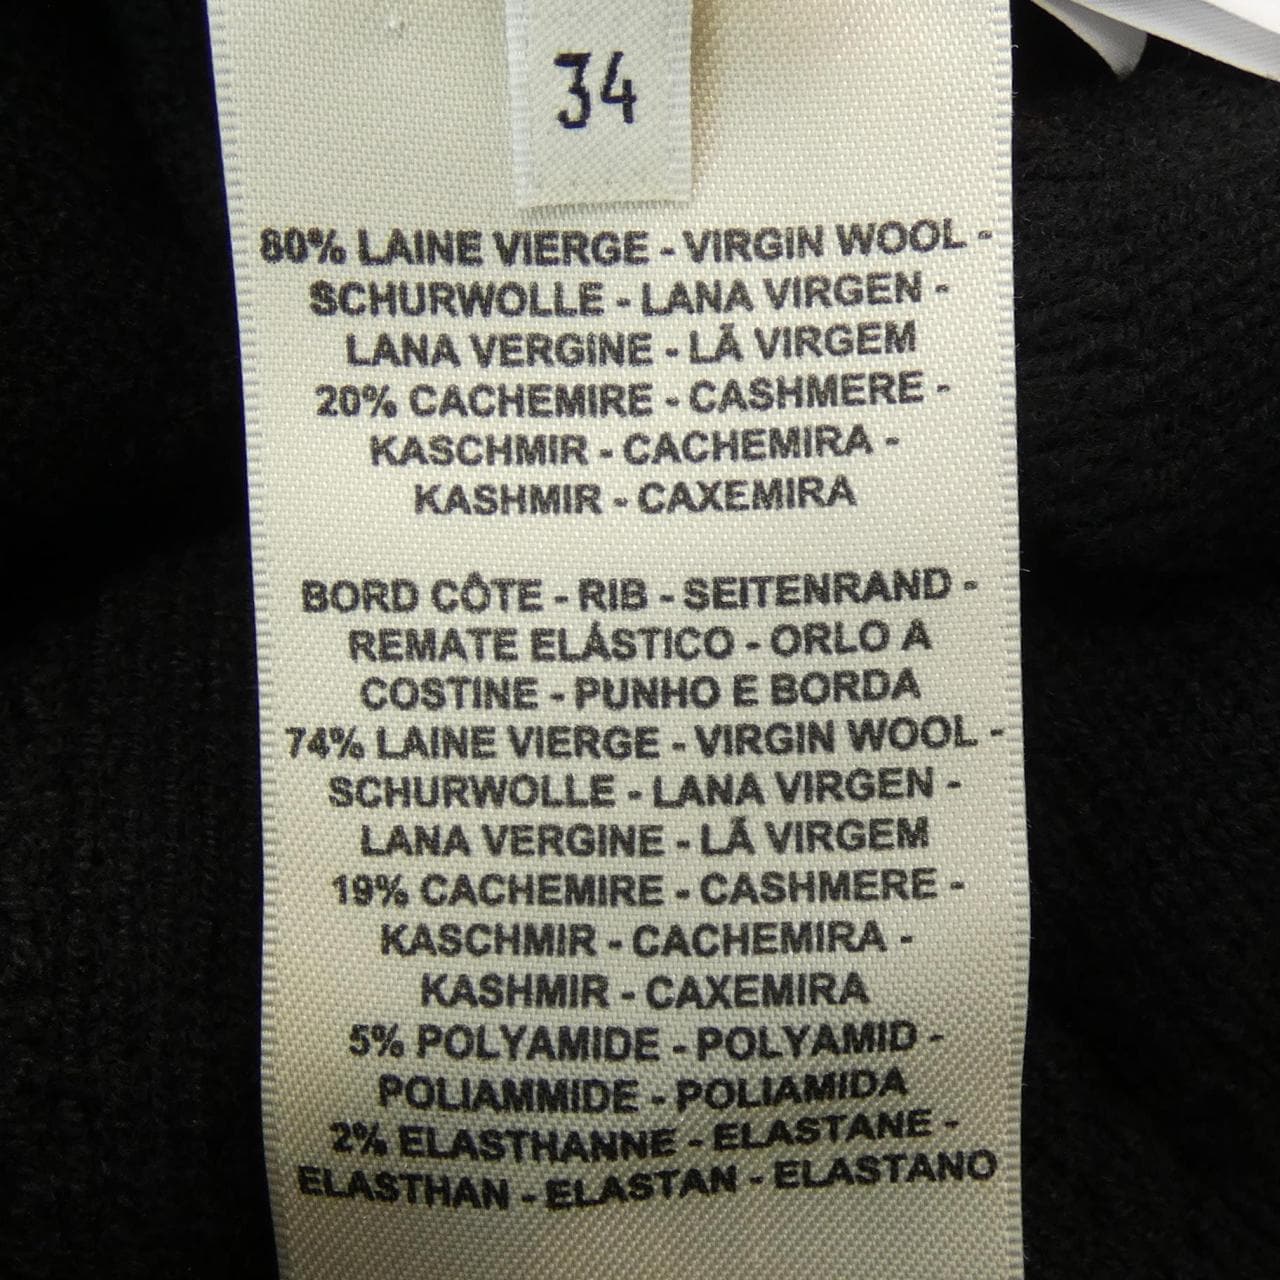 34
80% LAINE VIERGE - VIRGIN WOOL -
SCHURWOLLE - LANA VIRGEN -
LANA VERGINE - LÃ VIRGEM
20% CACHEMIRE - CASHMERE -
KASCHMIR - CACHEMIRA -
KASHMIR - CAXEMIRA
BORD CÔTE - RIB - SEITENRAND -
REMATE ELÁSTICO - ORLO A
COSTINE - PUNHO E BORDA
74% LAINE VIERGE - VIRGIN WOOL -
SCHURWOLLE - LANA VIRGEN -
LANA VERGINE - LÃ VIRGEM
19% CACHEMIRE - CASHMERE -
KASCHMIR - CACHEMIRA -
KASHMIR - CAXEMIRA
5% POLYAMIDE - POLYAMID -
POLIAMMIDE - POLIAMIDA
2% ELASTHANNE - ELASTANE -
ELASTHAN - ELASTAN - ELASTANO